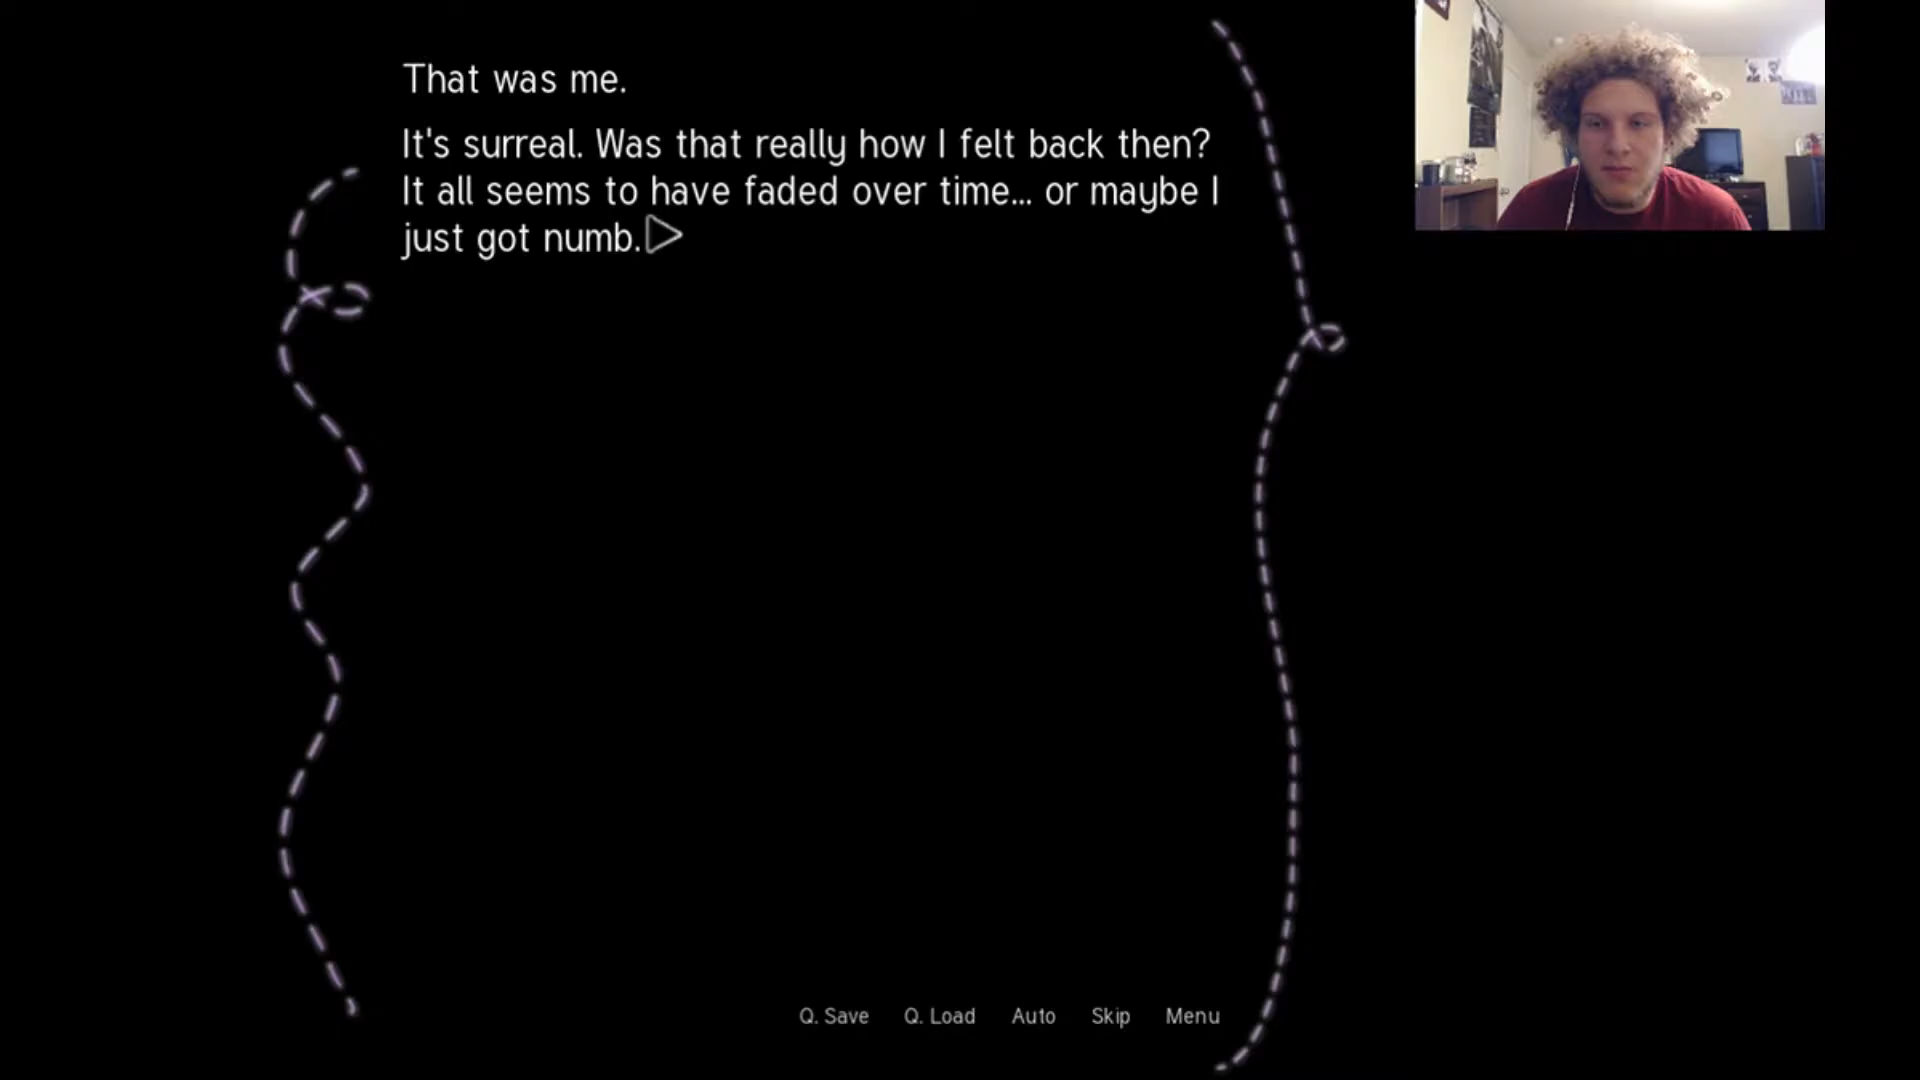 That was me.
It's surreal. Was that really how I felt back then?
It all seems to have faded over time... or maybe I
just got numb.
Q. Save Q. Load Auto Skip Menu